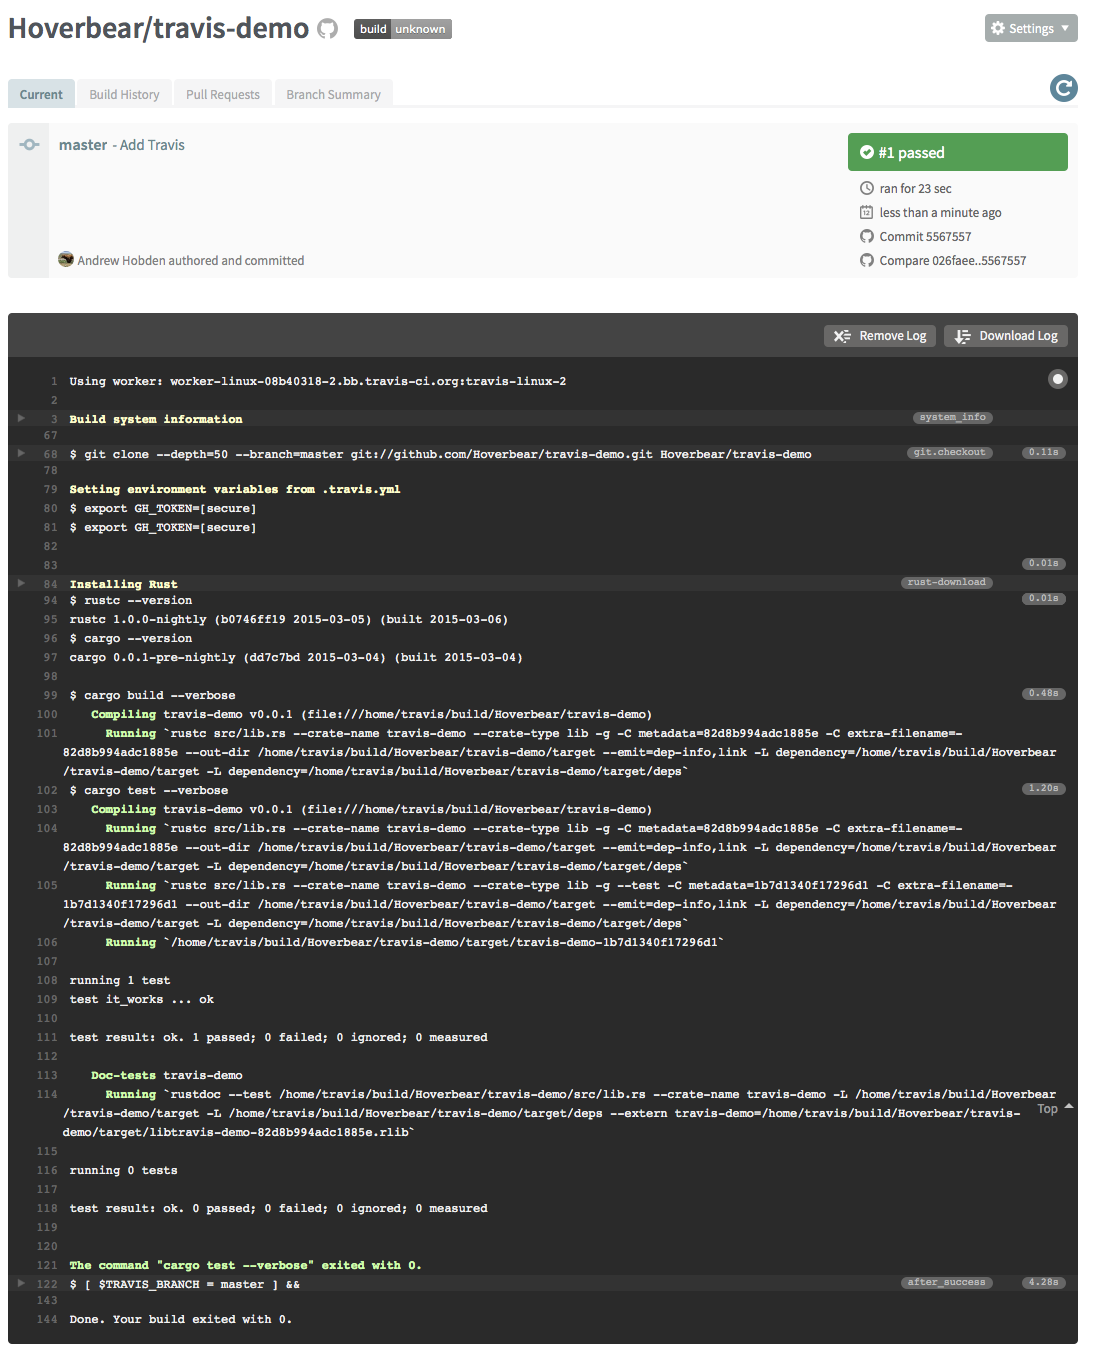 Hoverbear/travis-demo build unknown Settings
Current Build History Pull Requests Branch Summary
master - Add Travis
#1 passed
ran for 23 sec
12 less than a minute ago
Commit 5567557
Andrew Hobden authored and committed
Compare 026faee..5567557
Remove Log Download Log
1 Using worker: worker-linux-08b40318-2.bb.travis-ci.org:travis-linux-2
2
3 Build system information system_info
67
68 $ git clone --depth=50 --branch=master git://github.com/Hoverbear/travis-demo.git Hoverbear/travis-demo git.checkout 0.11s
78
79 Setting environment variables from .travis.yml
80 $ export GH_TOKEN=[secure]
81 $ export GH_TOKEN=[secure]
82
83 0.01s
84 Installing Rust rust-download
94 $ rustc --version 0.01s
95 rustc 1.0.0-nightly (b0746ff19 2015-03-05) (built 2015-03-06)
96 $ cargo --version
97 cargo 0.0.1-pre-nightly (dd7c7bd 2015-03-04) (built 2015-03-04)
98
99 $ cargo build --verbose 0.48s
100 Compiling travis-demo v0.0.1 (file:///home/travis/build/Hoverbear/travis-demo)
101 Running `rustc src/lib.rs --crate-name travis-demo --crate-type lib -g -C metadata=82d8b994adc1885e -C extra-filename=-
82d8b994adc1885e --out-dir /home/travis/build/Hoverbear/travis-demo/target --emit=dep-info,link -L dependency=/home/travis/build/Hoverbear
/travis-demo/target -L dependency=/home/travis/build/Hoverbear/travis-demo/target/deps`
102 $ cargo test --verbose 1.20s
103 Compiling travis-demo v0.0.1 (file:///home/travis/build/Hoverbear/travis-demo)
104 Running `rustc src/lib.rs --crate-name travis-demo --crate-type lib -g -C metadata=82d8b994adc1885e -C extra-filename=-
82d8b994adc1885e --out-dir /home/travis/build/Hoverbear/travis-demo/target --emit=dep-info,link -L dependency=/home/travis/build/Hoverbear
/travis-demo/target -L dependency=/home/travis/build/Hoverbear/travis-demo/target/deps`
105 Running `rustc src/lib.rs --crate-name travis-demo --crate-type lib -g --test -C metadata=1b7d1340f17296d1 -C extra-filename=-
1b7d1340f17296d1 --out-dir /home/travis/build/Hoverbear/travis-demo/target --emit=dep-info,link -L dependency=/home/travis/build/Hoverbear
/travis-demo/target -L dependency=/home/travis/build/Hoverbear/travis-demo/target/deps`
106 Running `/home/travis/build/Hoverbear/travis-demo/target/travis-demo-1b7d1340f17296d1`
107
108 running 1 test
109 test it_works ... ok
110
111 test result: ok. 1 passed; 0 failed; 0 ignored; 0 measured
112
113 Doc-tests travis-demo
114 Running `rustdoc --test /home/travis/build/Hoverbear/travis-demo/src/lib.rs --crate-name travis-demo -L /home/travis/build/Hoverbear
/travis-demo/target -L /home/travis/build/Hoverbear/travis-demo/target/deps --extern travis-demo=/home/travis/build/Hoverbear/travis-
Top
demo/target/libtravis-demo-82d8b994adc1885e.rlib`
115
116 running 0 tests
117
118 test result: ok. 0 passed; 0 failed; 0 ignored; 0 measured
119
120
121 The command "cargo test --verbose" exited with 0.
122 $ [ $TRAVIS_BRANCH = master ] && after_success 4.28s
143
144 Done. Your build exited with 0.